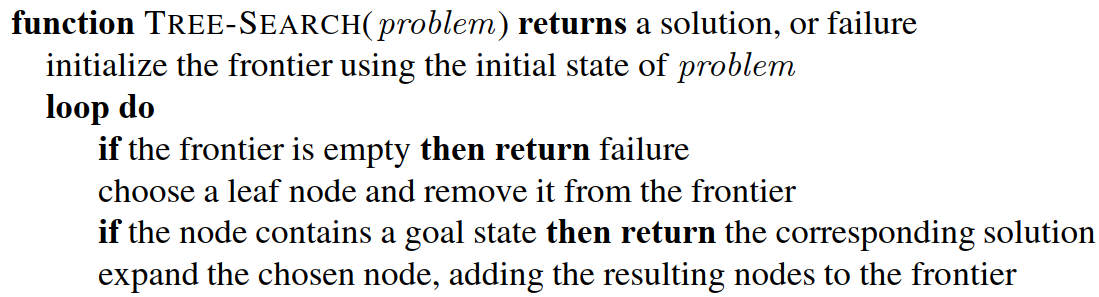 function TREE-SEARCH(problem) returns a solution, or failure
initialize the frontier using the initial state of problem
loop do
if the frontier is empty then return failure
choose a leaf node and remove it from the frontier
if the node contains a goal state then return the corresponding solution
expand the chosen node, adding the resulting nodes to the frontier